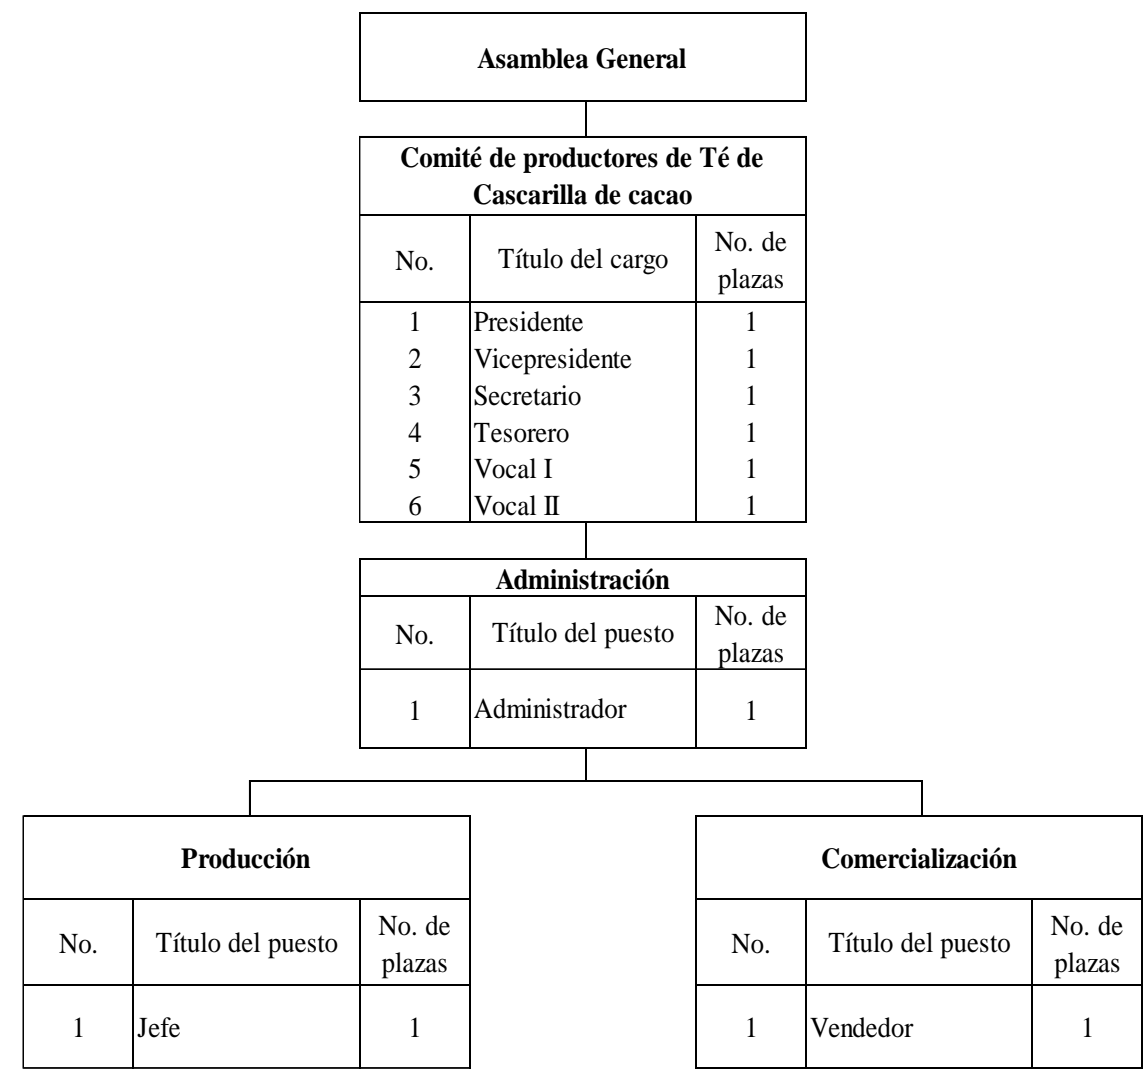 Asamblea General
Comité de productores de Té de
Cascarilla de cacao
No. Título del cargo No. de
plazas
1 Presidente 1
2 Vicepresidente 1
3 Secretario 1
4 Tesorero 1
5 Vocal I 1
6 Vocal II 1
Administración
No. Título del puesto No. de
plazas
1 Administrador 1
Producción
No. Título del puesto No. de
plazas
1 Jefe 1
Comercialización
No. Título del puesto No. de
plazas
1 Vendedor 1